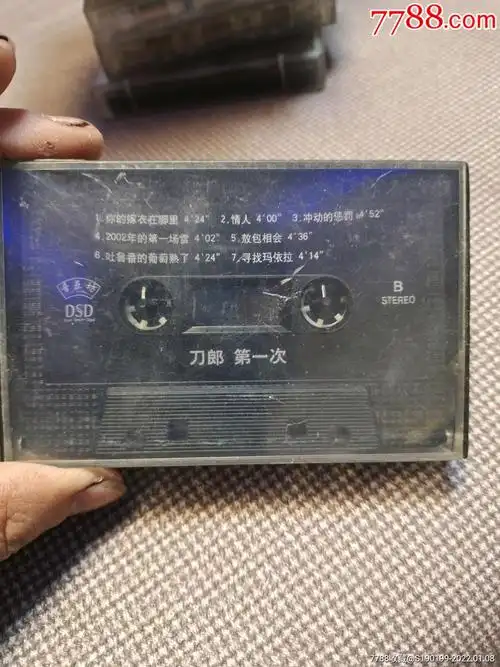 7788.com
1.你的嫁衣在哪里 4'24" 2.情人 4'00" 3.冲动的惩罚 4'52"
4.2002年的第一场雪 4'02" 5.敖包相会 4'36"
6.吐鲁番的葡萄熟了 4'24" 7.寻找玛依拉 4'14"
B
STEREO
DSD
刀郎 第一次